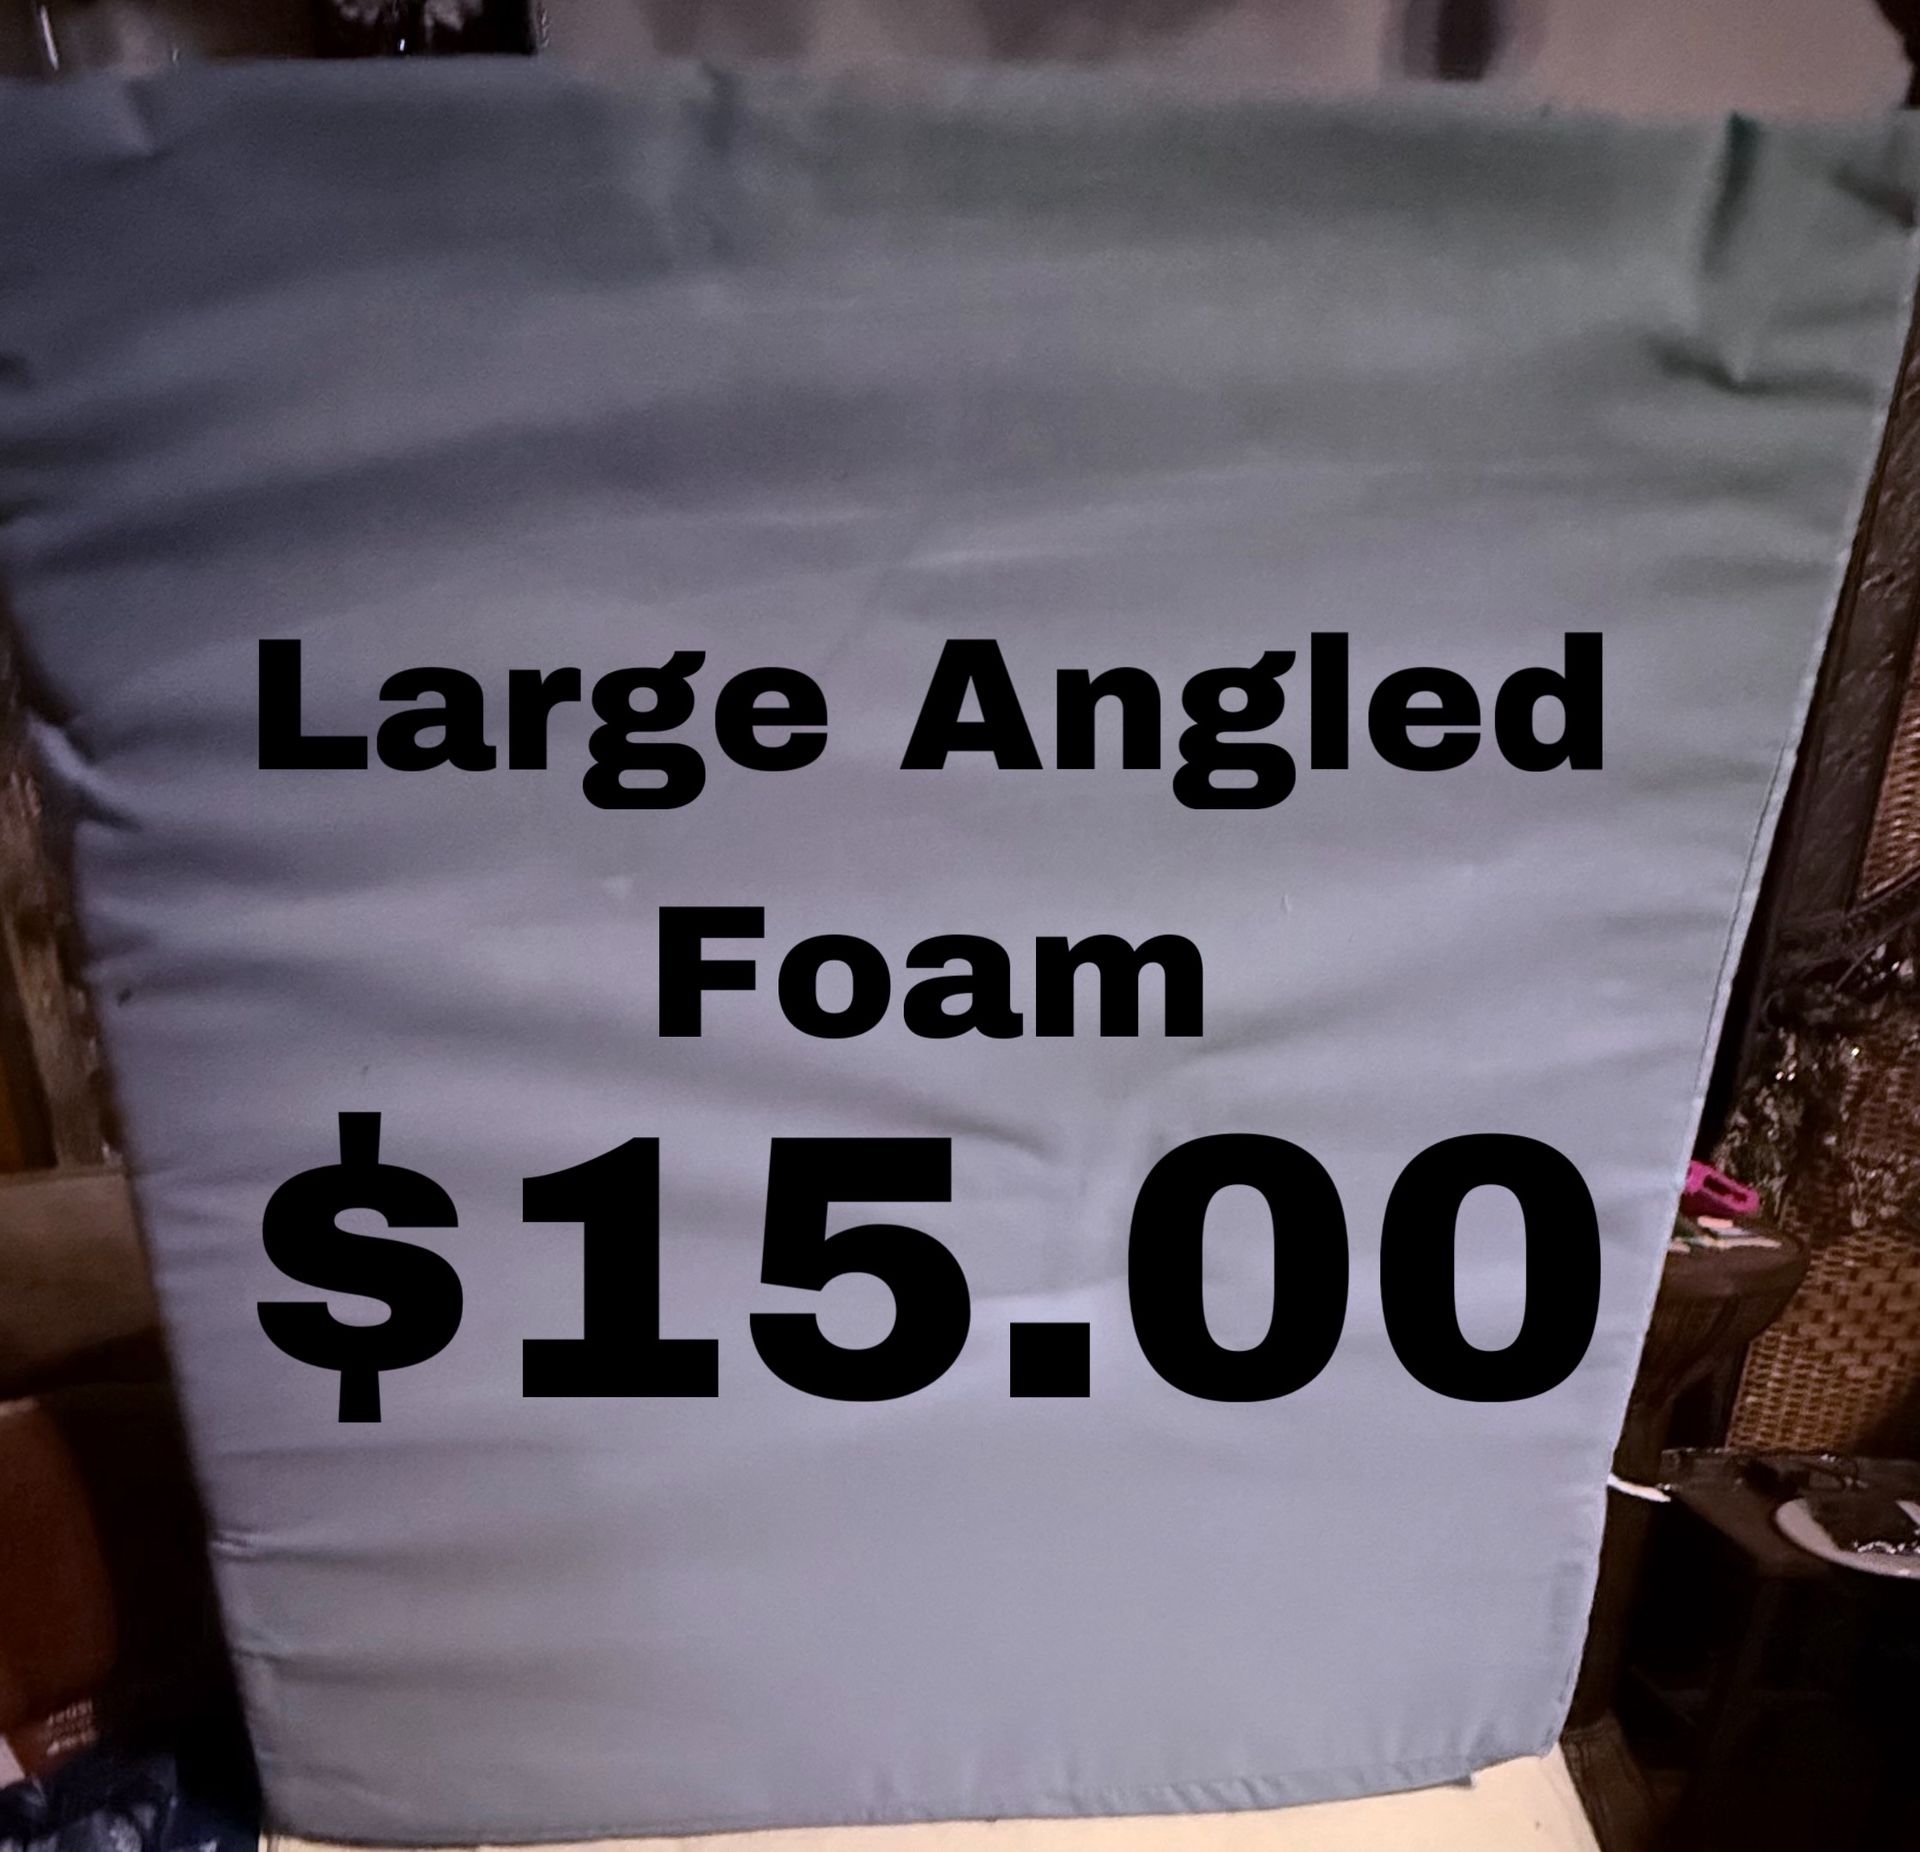 Large Angled
Foam
$15.00